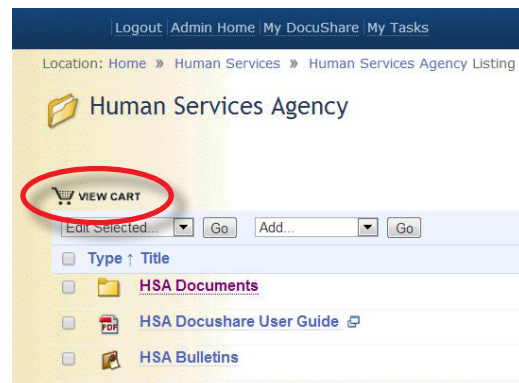 Logout Admin Home My DocuShare My Tasks
Location: Home » Human Services » Human Services Agency Listing
Human Services Agency
VIEW CART
Edit Selected... Go Add... Go
Type ↑ Title
HSA Documents
PDF HSA Docushare User Guide
HSA Bulletins